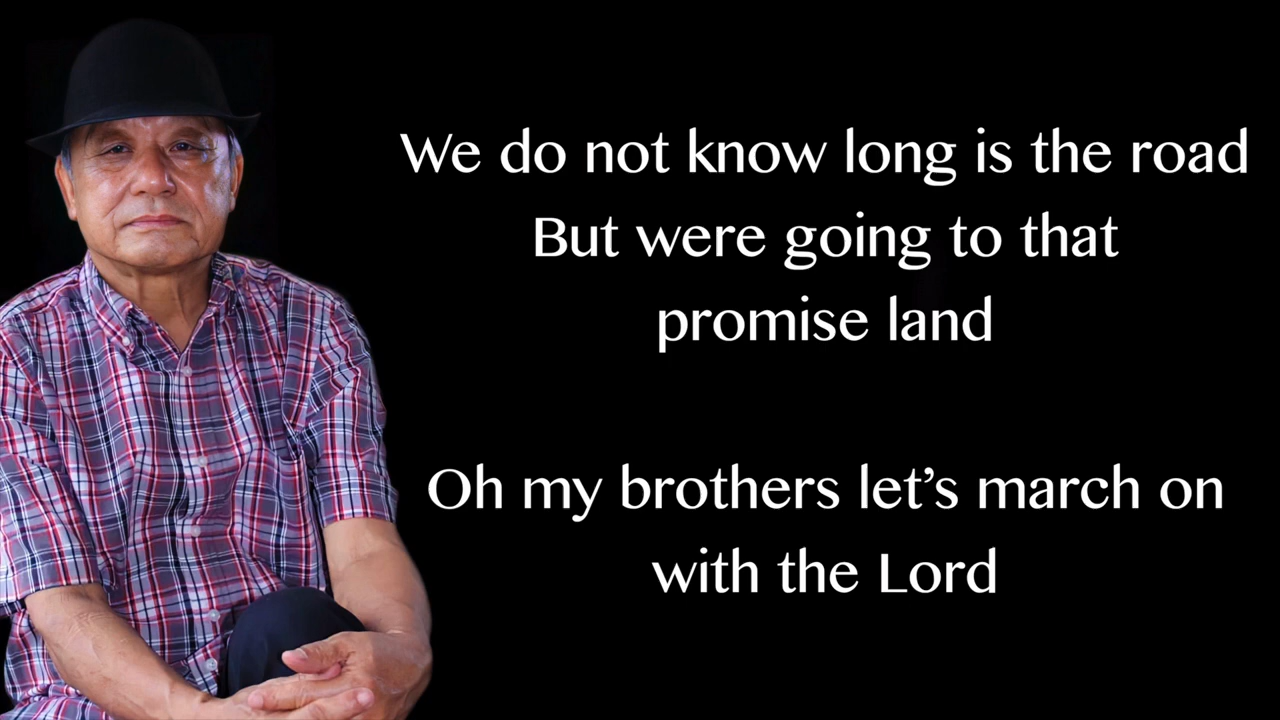 We do not know long is the road
But were going to that
promise land
Oh my brothers let’s march on
with the Lord